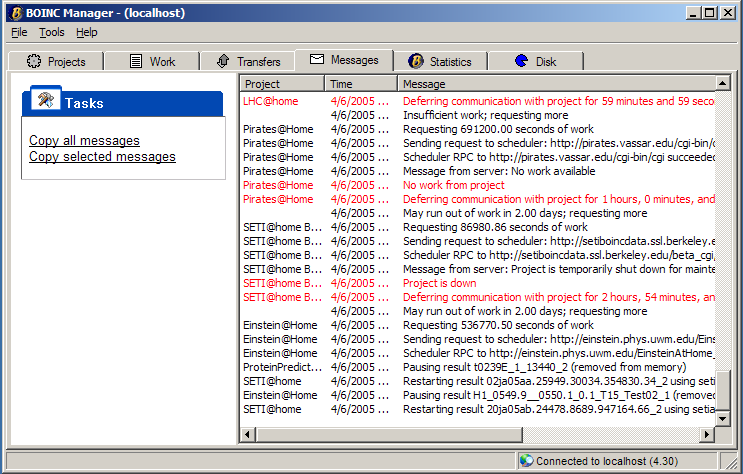 BOINC Manager - (localhost)
File Tools Help
Projects Work Transfers Messages Statistics Disk
Tasks
Copy all messages
Copy selected messages
Project Time Message
LHC@home 4/6/2005 ... Deferring communication with project for 59 minutes and 59 seco
4/6/2005 ... Insufficient work; requesting more
Pirates@Home 4/6/2005 ... Requesting 691200.00 seconds of work
Pirates@Home 4/6/2005 ... Sending request to scheduler: http://pirates.vassar.edu/cgi-bin/c
Pirates@Home 4/6/2005 ... Scheduler RPC to http://pirates.vassar.edu/cgi-bin/cgi succeeded
Pirates@Home 4/6/2005 ... Message from server: No work available
Pirates@Home 4/6/2005 ... No work from project
Pirates@Home 4/6/2005 ... Deferring communication with project for 1 hours, 0 minutes, and
4/6/2005 ... May run out of work in 2.00 days; requesting more
SETI@home B... 4/6/2005 ... Requesting 86980.86 seconds of work
SETI@home B... 4/6/2005 ... Sending request to scheduler: http://setiboincdata.ssl.berkeley.e
SETI@home B... 4/6/2005 ... Scheduler RPC to http://setiboincdata.ssl.berkeley.edu/beta_cgi,
SETI@home B... 4/6/2005 ... Message from server: Project is temporarily shut down for mainte
SETI@home B... 4/6/2005 ... Project is down
SETI@home B... 4/6/2005 ... Deferring communication with project for 2 hours, 54 minutes, an
4/6/2005 ... May run out of work in 2.00 days; requesting more
Einstein@Home 4/6/2005 ... Requesting 536770.50 seconds of work
Einstein@Home 4/6/2005 ... Sending request to scheduler: http://einstein.phys.uwm.edu/Eins
Einstein@Home 4/6/2005 ... Scheduler RPC to http://einstein.phys.uwm.edu/EinsteinAtHome_
ProteinPredict... 4/6/2005 ... Pausing result t0239E_1_13440_2 (removed from memory)
SETI@home 4/6/2005 ... Restarting result 02ja05aa.25949.30034.354830.34_2 using seti
Einstein@Home 4/6/2005 ... Pausing result H1_0549.9__0550.1_0.1_T15_Test02_1 (removed
SETI@home 4/6/2005 ... Restarting result 20ja05ab.24478.8689.947164.66_2 using setia
Connected to localhost (4.30)